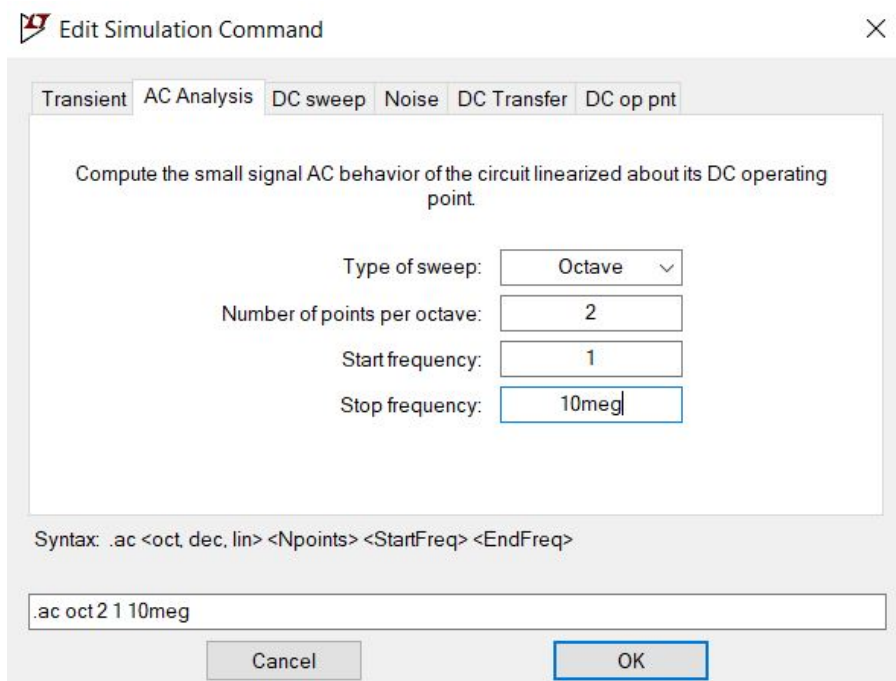 Edit Simulation Command
Transient AC Analysis DC sweep Noise DC Transfer DC op pnt
Compute the small signal AC behavior of the circuit linearized about its DC operating
point.
Type of sweep: Octave
Number of points per octave: 2
Start frequency: 1
Stop frequency: 10meg
Syntax: .ac <oct, dec, lin> <Npoints> <StartFreq> <EndFreq>
.ac oct 2 1 10meg
Cancel OK